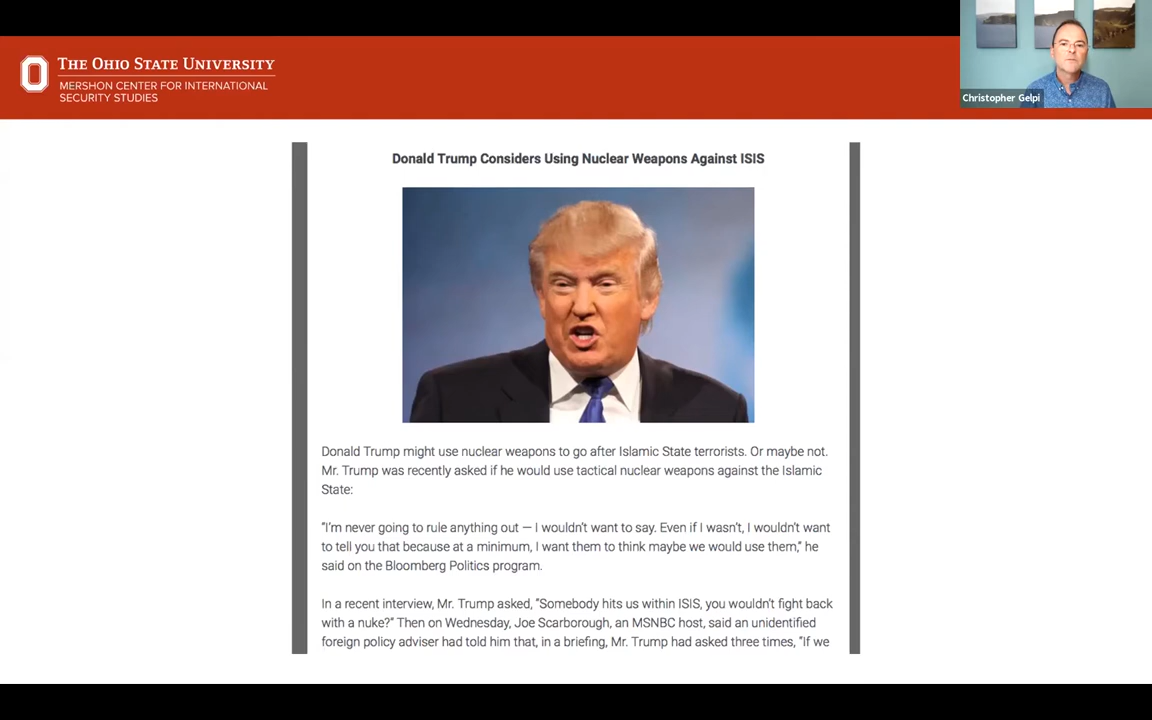 THE OHIO STATE UNIVERSITY
MERSHON CENTER FOR INTERNATIONAL
SECURITY STUDIES
Christopher Gelpi
Donald Trump Considers Using Nuclear Weapons Against ISIS
Donald Trump might use nuclear weapons to go after Islamic State terrorists. Or maybe not.
Mr. Trump was recently asked if he would use tactical nuclear weapons against the Islamic
State:
“I’m never going to rule anything out — I wouldn’t want to say. Even if I wasn’t, I wouldn’t want
to tell you that because at a minimum, I want them to think maybe we would use them,” he
said on the Bloomberg Politics program.
In a recent interview, Mr. Trump asked, “Somebody hits us within ISIS, you wouldn’t fight back
with a nuke?” Then on Wednesday, Joe Scarborough, an MSNBC host, said an unidentified
foreign policy adviser had told him that, in a briefing, Mr. Trump had asked three times, “If we